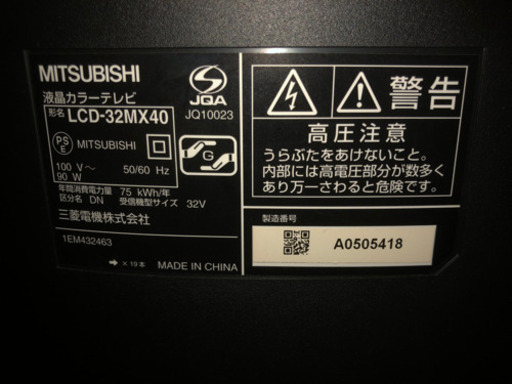 MITSUBISHI
液晶カラーテレビ
形名 LCD-32MX40
JQA
JQ10023
PSE MITSUBISHI
G
100 V～ 50/60 Hz
90 W
年間消費電力量 75 kWh/年
区分名 DN 受信機型サイズ 32V
三菱電機株式会社
1EM432463
➔ ×19本 MADE IN CHINA
警告
高圧注意
うらぶたをあけないこと。
内部には高電圧部分が数多く
あり万一さわると危険です。
製造番号
A0505418